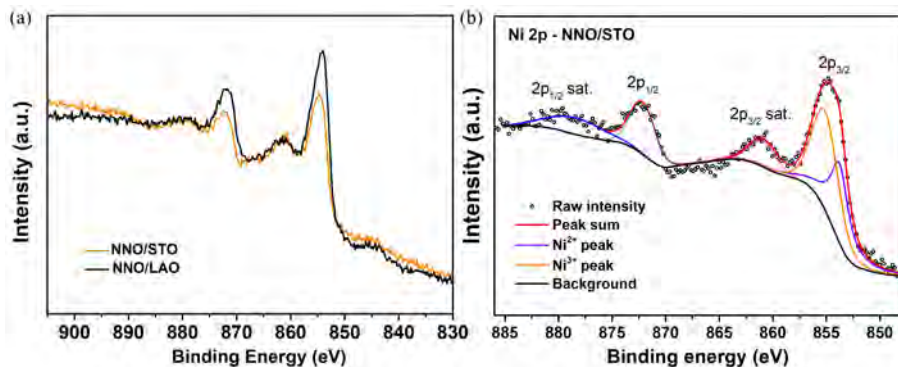 (a)
Intensity (a.u.)
NNO/STO
NNO/LAO
900 890 880 870 860 850 840 830
Binding Energy (eV)
(b)
Ni 2p - NNO/STO
2p3/2
2p1/2 sat.
2p1/2
2p3/2 sat.
Intensity (a.u.)
Raw intensity
Peak sum
Ni2+ peak
Ni3+ peak
Background
885 880 875 870 865 860 855 850
Binding energy (eV)